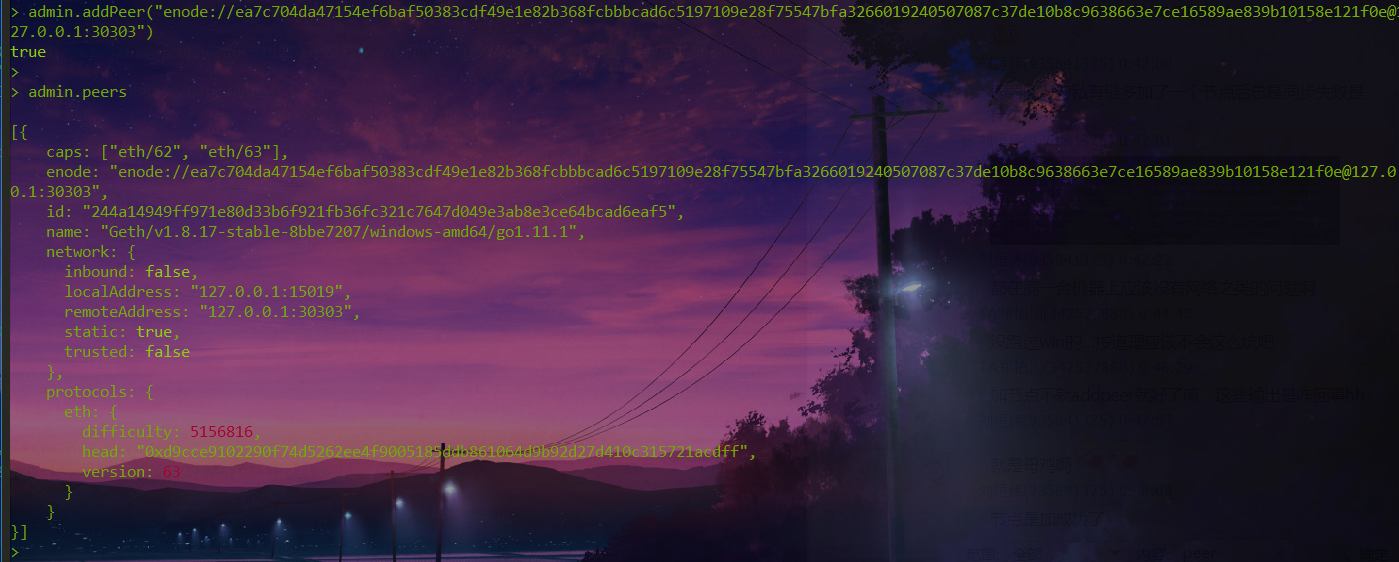 > admin.addPeer("enode://ea7c704da47154ef6baf50383cdf49e1e82b368fcbbbcad6c5197109e28f75547bfa3266019240507087c37de10b8c9638663e7ce16589ae839b10158e121f0e@1
27.0.0.1:30303")
true
>
> admin.peers
[{
caps: ["eth/62", "eth/63"],
enode: "enode://ea7c704da47154ef6baf50383cdf49e1e82b368fcbbbcad6c5197109e28f75547bfa3266019240507087c37de10b8c9638663e7ce16589ae839b10158e121f0e@127.0.
0.1:30303",
id: "244a14949ff971e80d33b6f921fb36fc321c7647d049e3ab8e3ce64bcad6eaf5",
name: "Geth/v1.8.17-stable-8bbe7207/windows-amd64/go1.11.1",
network: {
inbound: false,
localAddress: "127.0.0.1:15019",
remoteAddress: "127.0.0.1:30303",
static: true,
trusted: false
},
protocols: {
eth: {
difficulty: 5156816,
head: "0xd9cce9102290f74d5262ee4f9005185ddb861064d9b92d27d410c315721acdff",
version: 63
}
}
}]
>